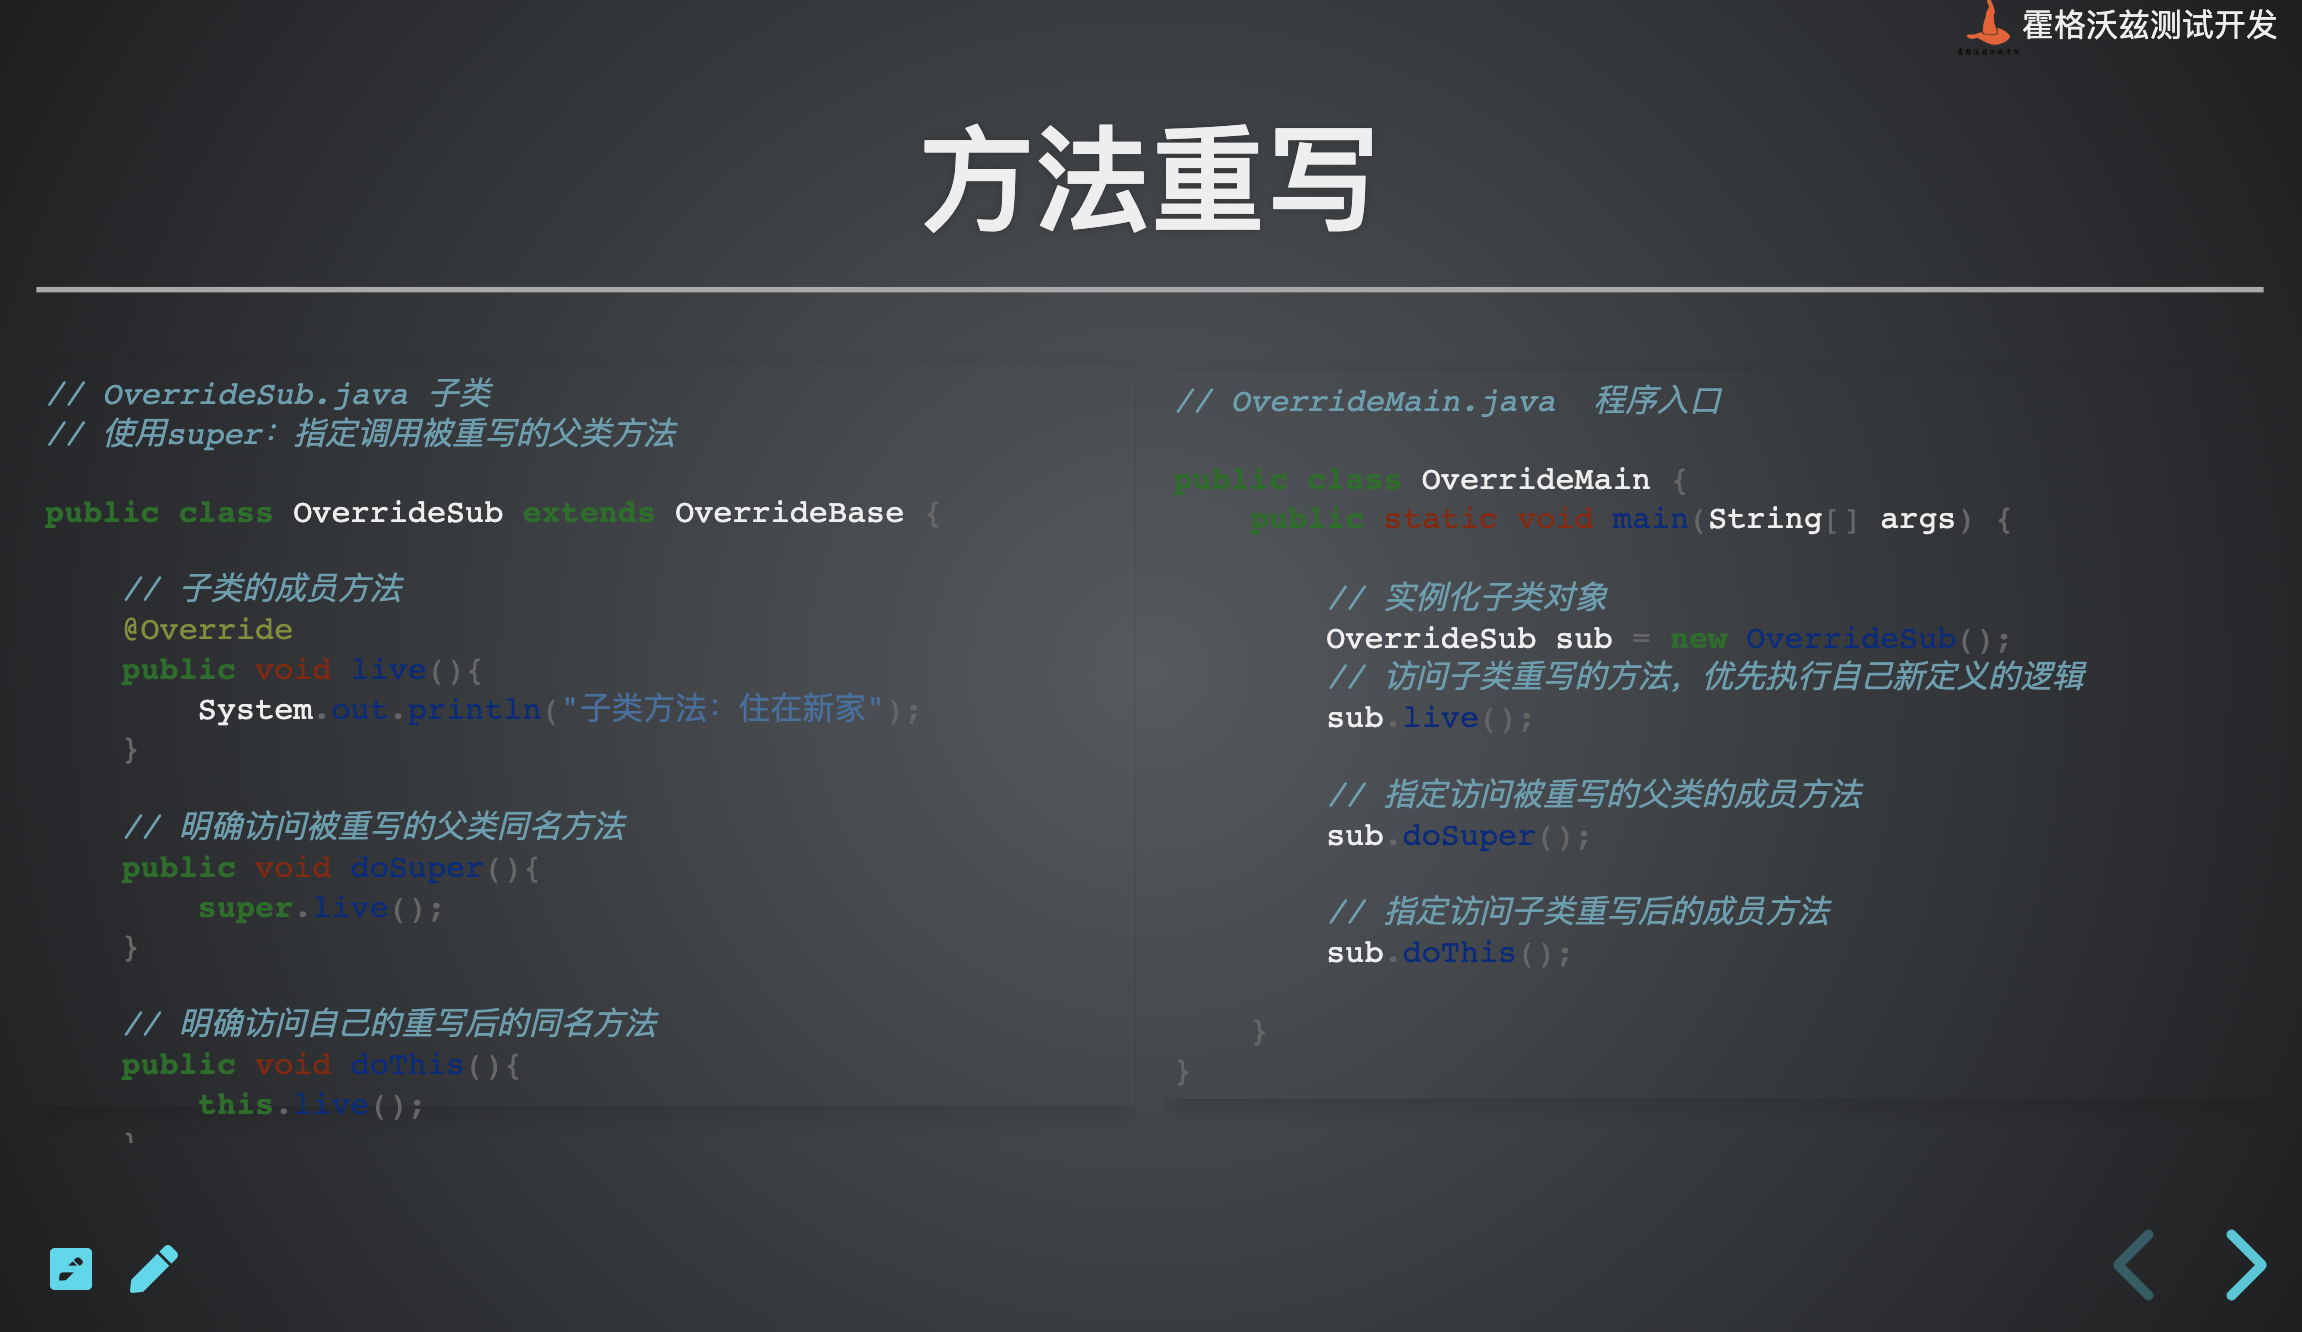 霍格沃兹测试开发
霍格沃兹测试学院
方法重写
// OverrideSub.java 子类
// 使用super：指定调用被重写的父类方法
public class OverrideSub extends OverrideBase {
// 子类的成员方法
@Override
public void live(){
System.out.println("子类方法：住在新家");
}
// 明确访问被重写的父类同名方法
public void doSuper(){
super.live();
}
// 明确访问自己的重写后的同名方法
public void doThis(){
this.live();
}
// OverrideMain.java  程序入口
public class OverrideMain {
public static void main(String[] args) {
// 实例化子类对象
OverrideSub sub = new OverrideSub();
// 访问子类重写的方法，优先执行自己新定义的逻辑
sub.live();
// 指定访问被重写的父类的成员方法
sub.doSuper();
// 指定访问子类重写后的成员方法
sub.doThis();
}
}